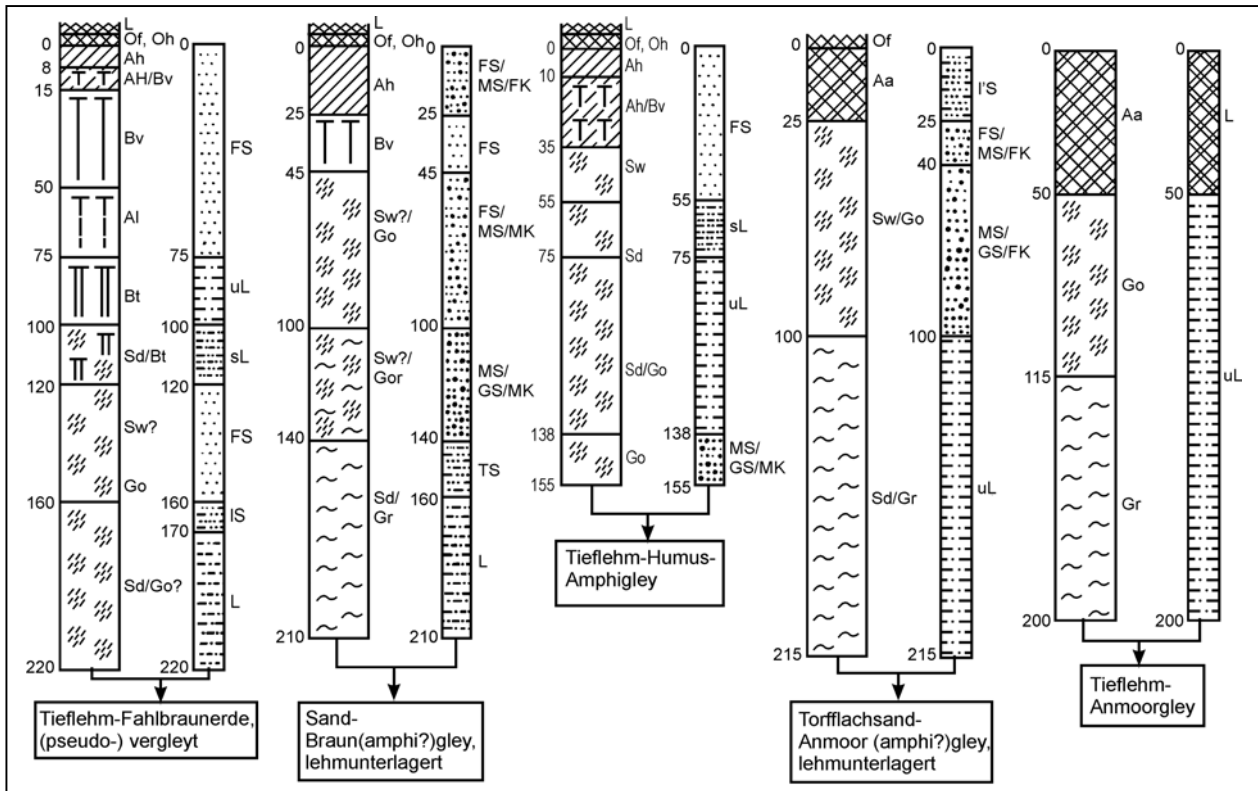 L
Of, Oh
0
Ah
8
AH/Bv
15
Bv
50
Al
75
Bt
100
Sd/Bt
120
Sw?
Go
160
Sd/Go?
220
0
FS
75
uL
100
sL
120
FS
160
lS
170
L
220
Tieflehm-Fahlbraunerde,
(pseudo-) vergleyt
L
Of, Oh
0
Ah
25
Bv
45
Sw?/
Go
100
Sw?/
Gor
140
Sd/
Gr
210
0
FS/
MS/FK
25
FS
45
FS/
MS/MK
100
MS/
GS/MK
140
TS
160
L
210
Sand-
Braun(amphi?)gley,
lehmunterlagert
L
Of, Oh
0
Ah
10
Ah/Bv
35
Sw
55
Sd
75
Sd/Go
138
Go
155
0
FS
55
sL
75
uL
138
MS/
GS/MK
155
Tieflehm-Humus-
Amphigley
Of
0
Aa
25
Sw/Go
100
Sd/Gr
215
0
l'S
25
FS/
MS/FK
40
MS/
GS/FK
100
uL
215
Torfflachsand-
Anmoor (amphi?)gley,
lehmunterlagert
0
Aa
50
Go
115
Gr
200
0
L
50
uL
200
Tieflehm-
Anmoorgley